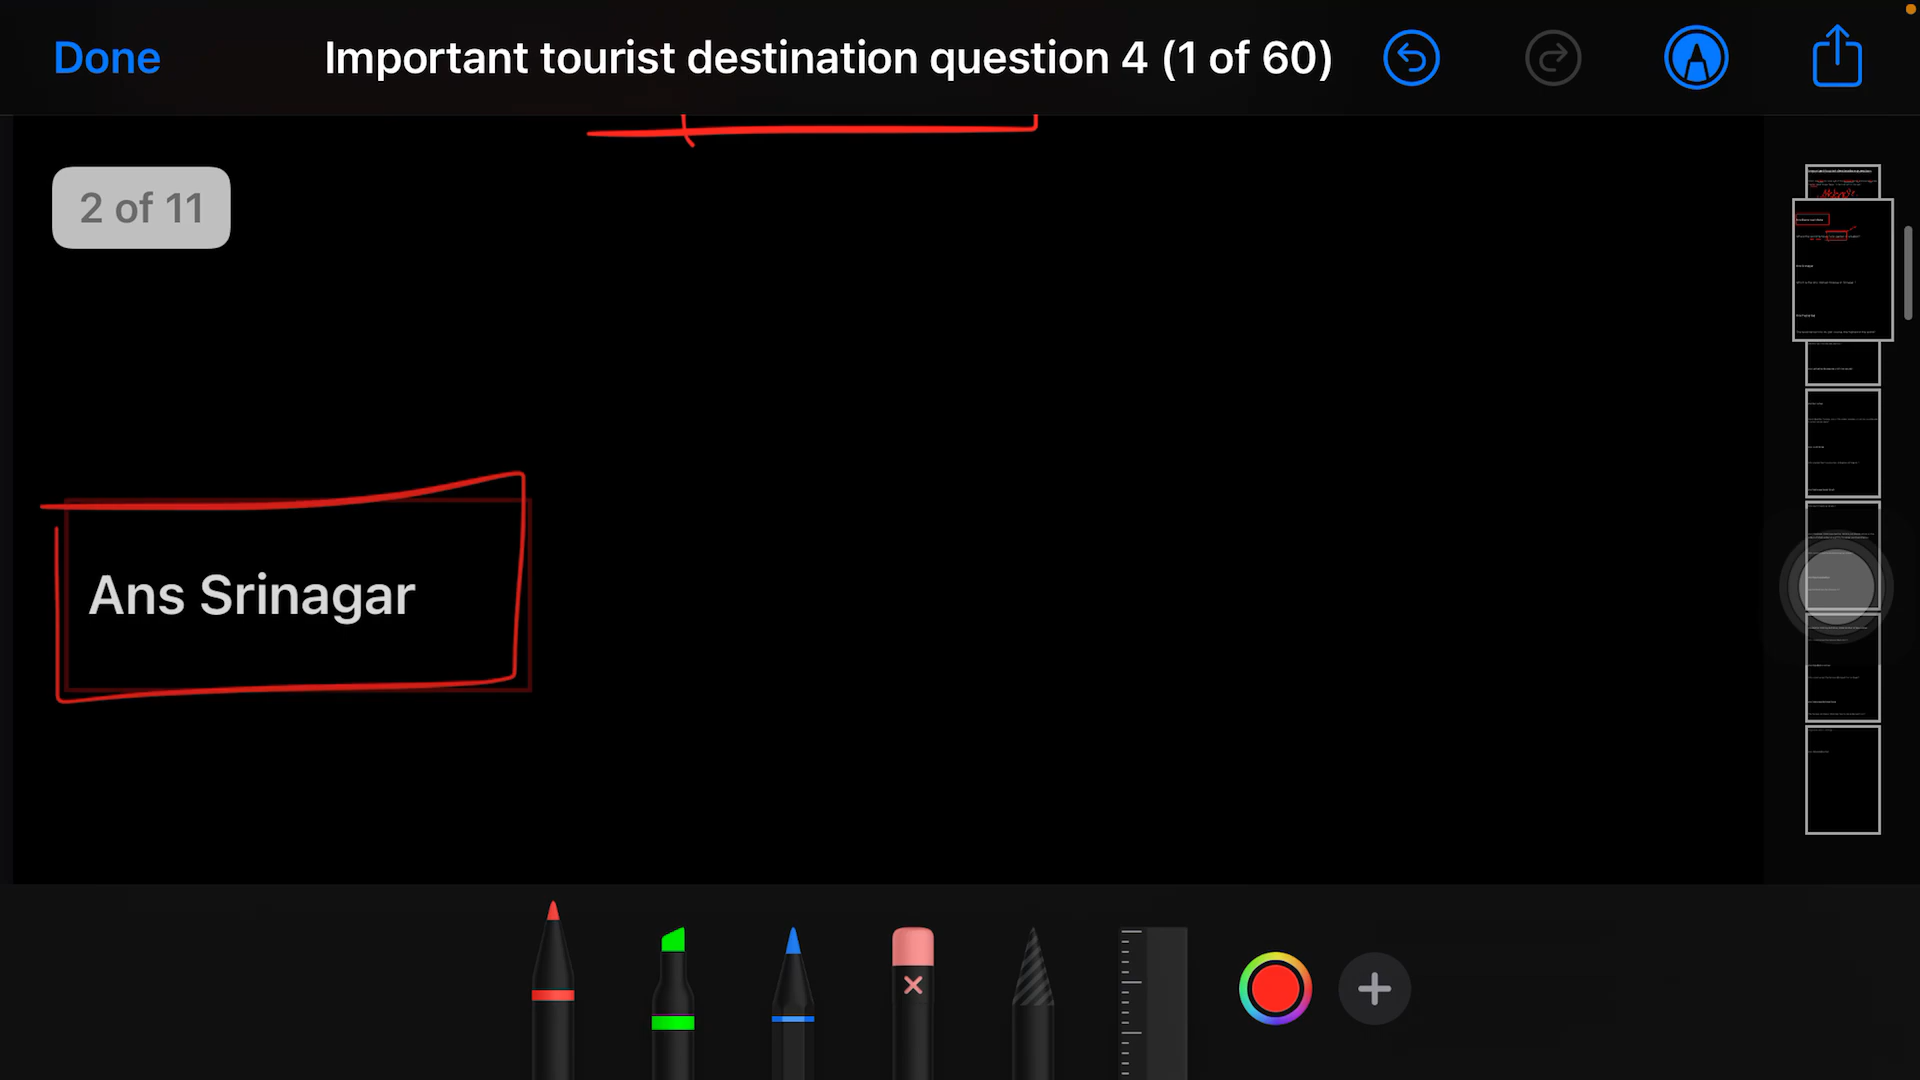 Done
Important tourist destination question 4 (1 of 60)
2 of 11
Ans Srinagar